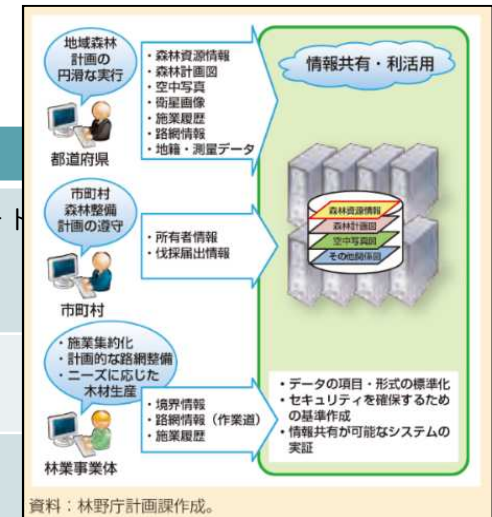 地域森林
計画の
円滑な実行
都道府県
・森林資源情報
・森林計画図
・空中写真
・衛星画像
・施業履歴
・路網情報
・地籍・測量データ
情報共有・利活用
市町村
森林整備
計画の遵守
市町村
・所有者情報
・伐採届出情報
森林資源情報
森林計画図
空中写真図
その他関係図
・施業集約化
・計画的な路網整備
・ニーズに応じた
木材生産
林業事業体
・境界情報
・路網情報（作業道）
・施業履歴
・データの項目・形式の標準化
・セキュリティを確保するため
の基準作成
・情報共有が可能なシステムの
実証
資料：林野庁計画課作成。